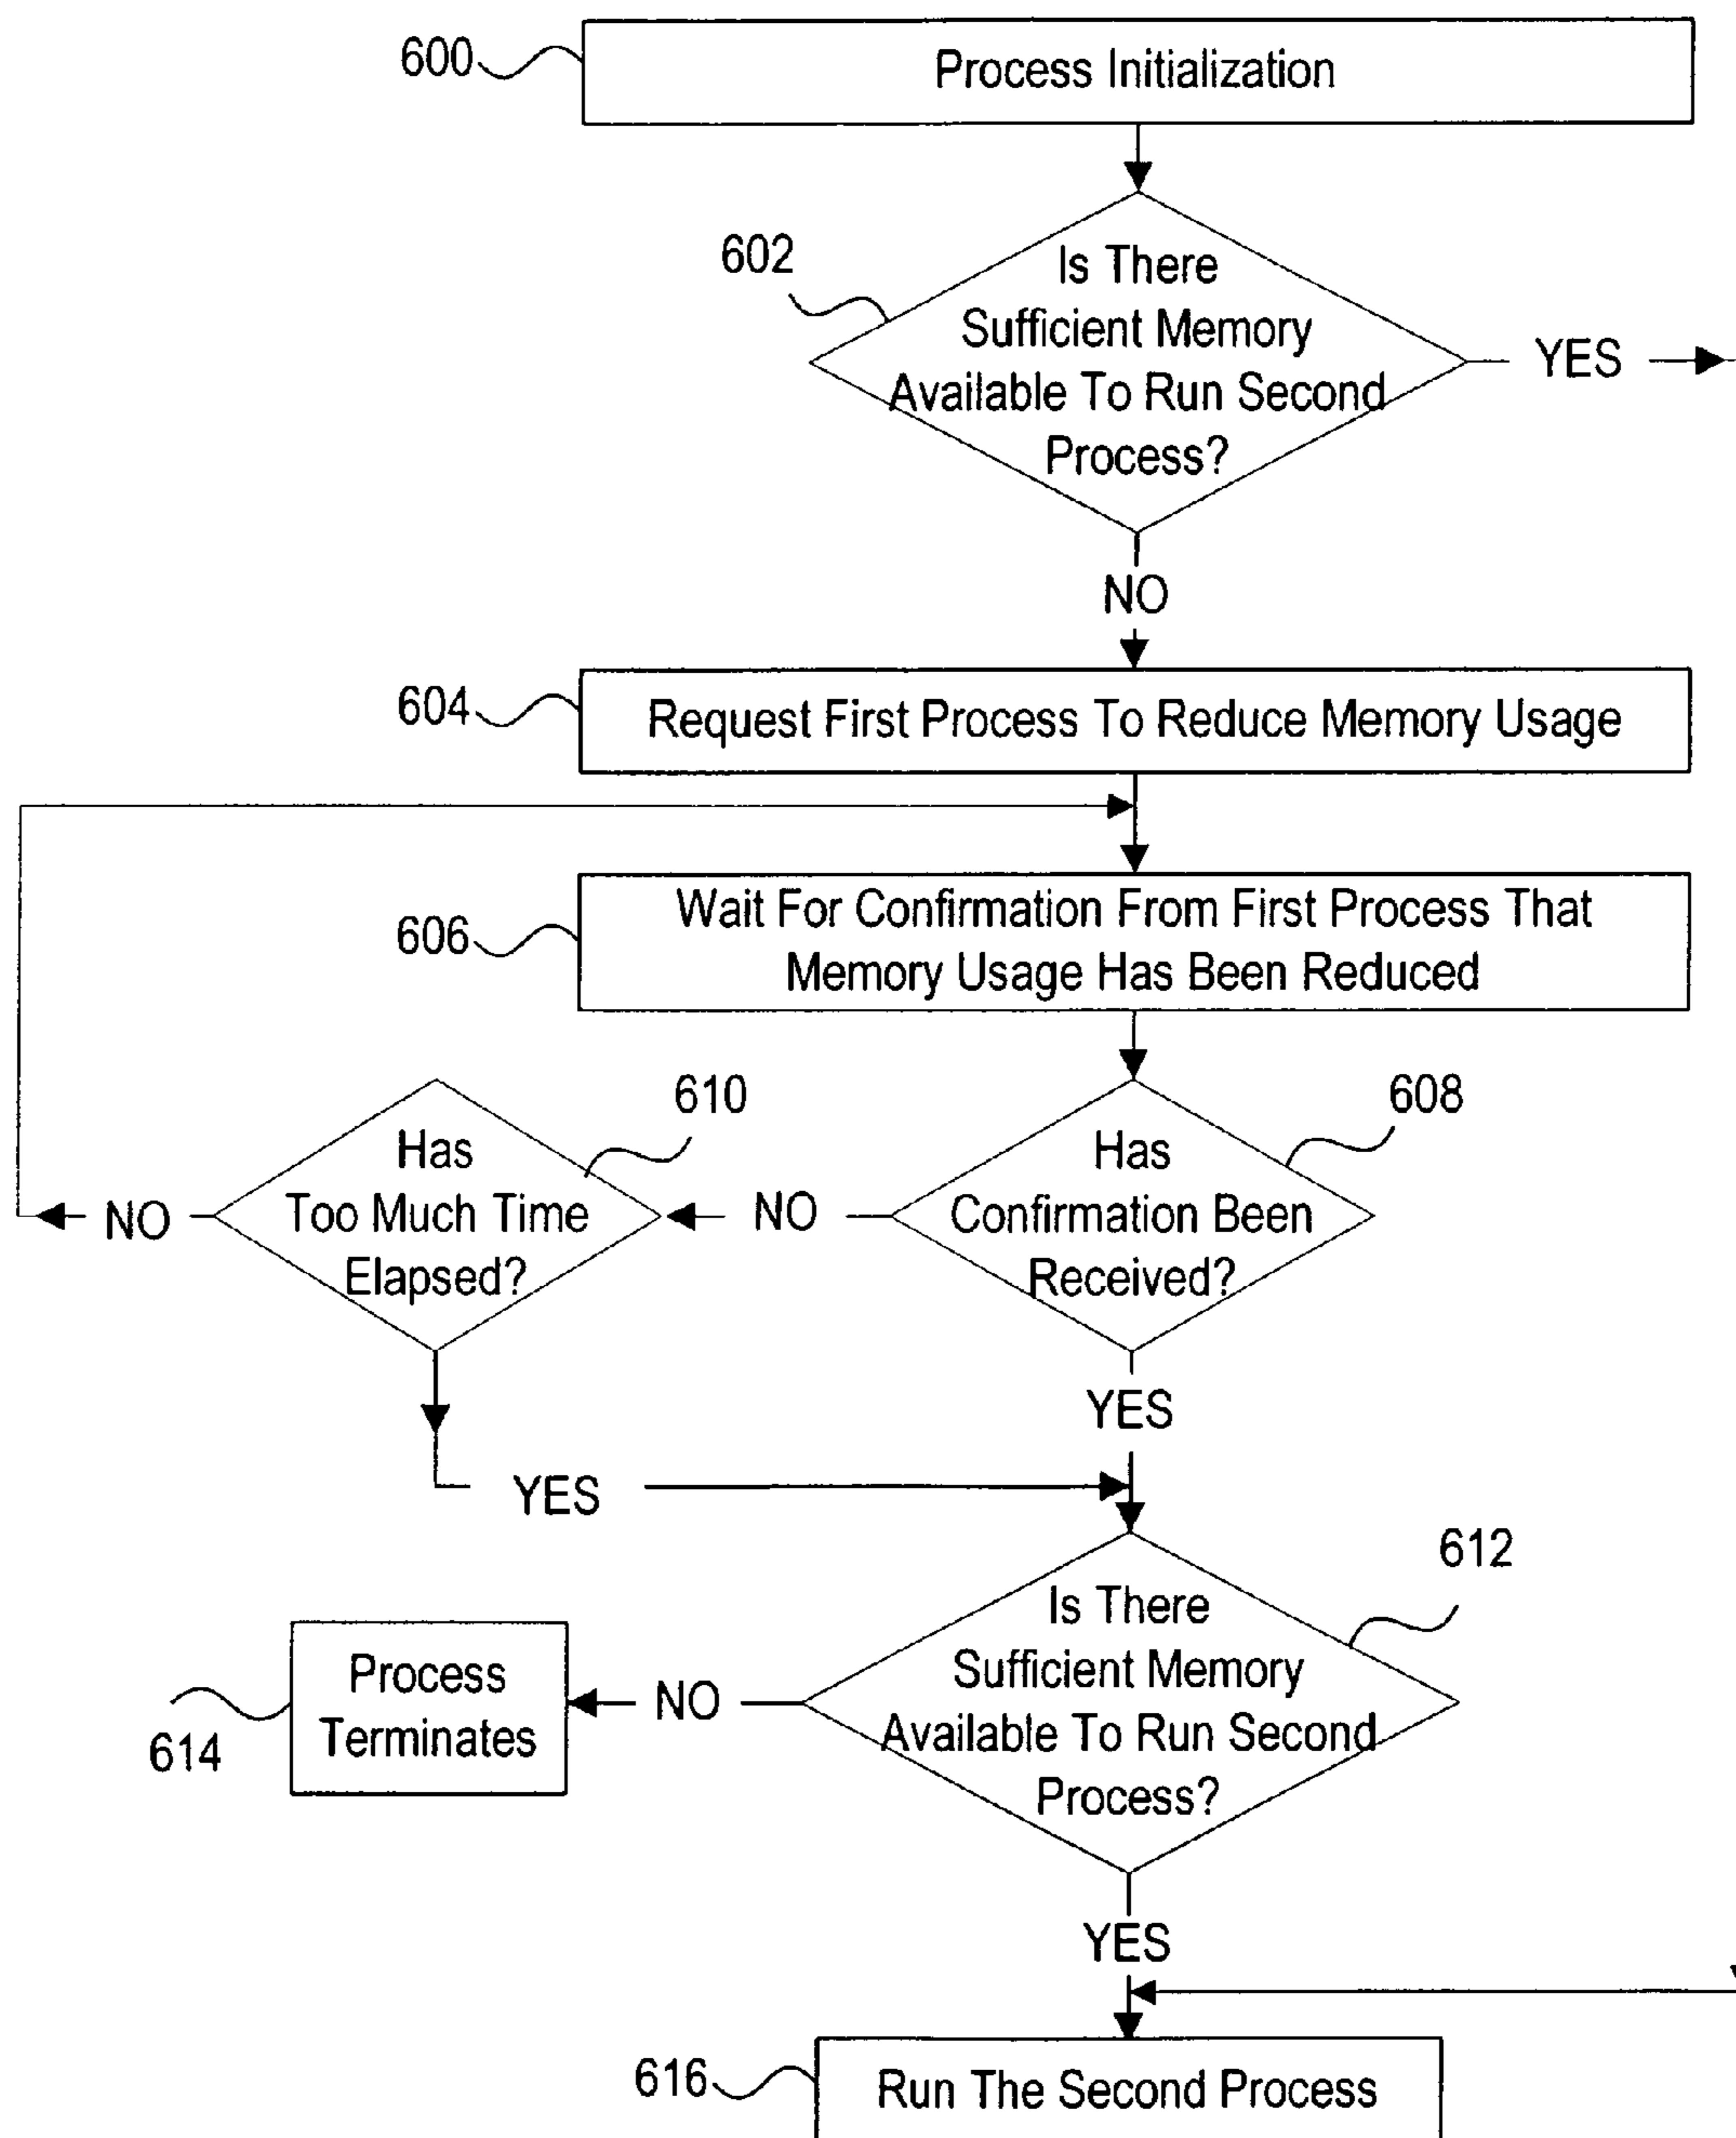 600
Process Initialization
602
Is There
Sufficient Memory
Available To Run Second
Process?
YES
NO
604
Request First Process To Reduce Memory Usage
606
Wait For Confirmation From First Process That
Memory Usage Has Been Reduced
610
608
Has
Too Much Time
Elapsed?
Has
Confirmation Been
Received?
NO
NO
YES
YES
612
Is There
Sufficient Memory
Available To Run Second
Process?
NO
Process
Terminates
614
YES
616
Run The Second Process